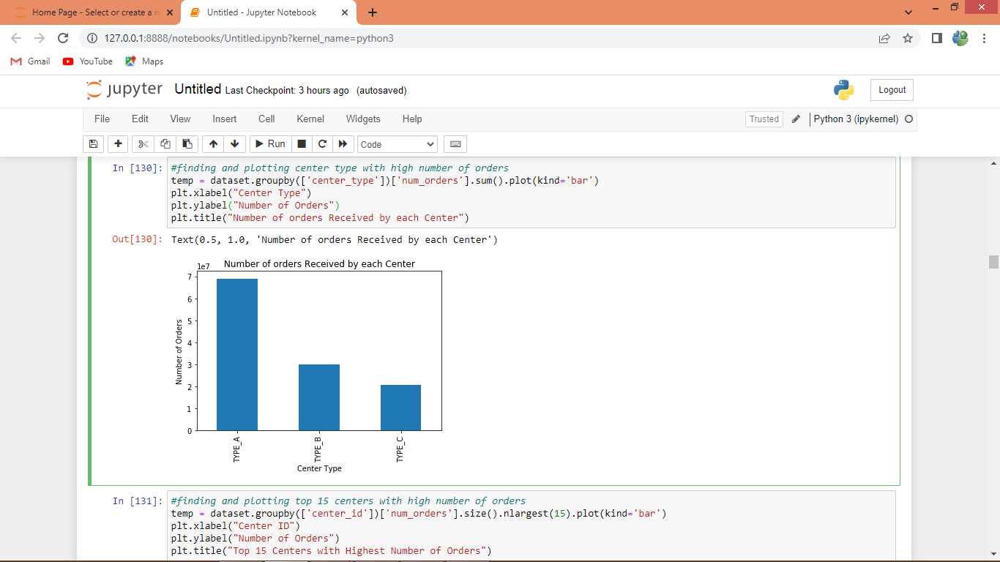 Home Page - Select or create a n
Untitled - Jupyter Notebook
127.0.0.1:8888/notebooks/Untitled.ipynb?kernel_name=python3
Gmail YouTube Maps
jupyter Untitled Last Checkpoint: 3 hours ago (autosaved)
Logout
File Edit View Insert Cell Kernel Widgets Help
Trusted Python 3 (ipykernel)
Run Code
In [130]: #finding and plotting center type with high number of orders
temp = dataset.groupby(['center_type'])['num_orders'].sum().plot(kind='bar')
plt.xlabel("Center Type")
plt.ylabel("Number of Orders")
plt.title("Number of orders Received by each Center")
Out[130]: Text(0.5, 1.0, 'Number of orders Received by each Center')
Number of orders Received by each Center
1e7
7
6
5
4
3
2
1
0
Number of Orders
TYPE_A TYPE_B TYPE_C
Center Type
In [131]: #finding and plotting top 15 centers with high number of orders
temp = dataset.groupby(['center_id'])['num_orders'].size().nlargest(15).plot(kind='bar')
plt.xlabel("Center ID")
plt.ylabel("Number of Orders")
plt.title("Top 15 Centers with Highest Number of Orders")